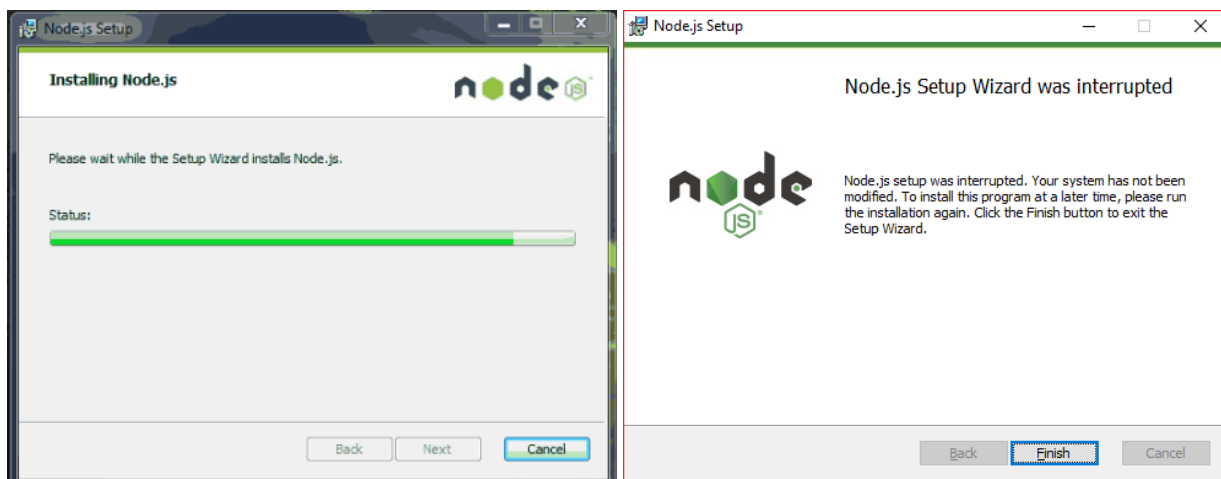 Node.js Setup
Installing Node.js
node JS
Please wait while the Setup Wizard installs Node.js.
Status:
Back Next Cancel
Node.js Setup
Node.js Setup Wizard was interrupted
node
JS
Node.js setup was interrupted. Your system has not been
modified. To install this program at a later time, please run
the installation again. Click the Finish button to exit the
Setup Wizard.
Back Finish Cancel